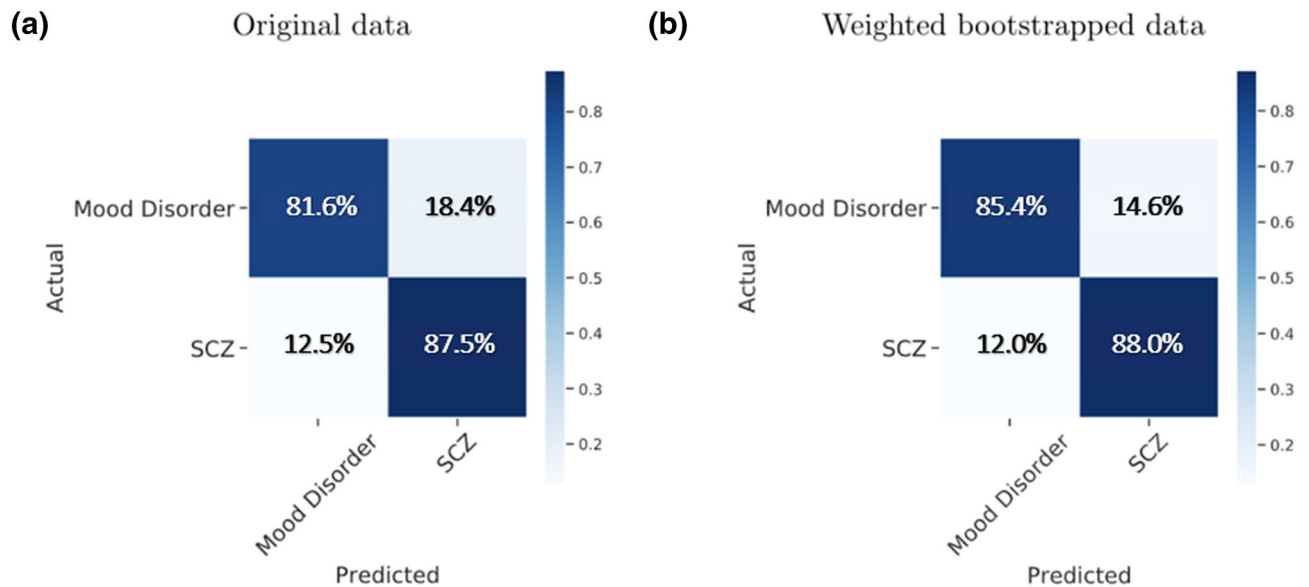 (a)
Original data
Mood Disorder
SCZ
Actual
81.6%
18.4%
12.5%
87.5%
Mood Disorder
SCZ
Predicted
0.8
0.7
0.6
0.5
0.4
0.3
0.2
(b)
Weighted bootstrapped data
Mood Disorder
SCZ
Actual
85.4%
14.6%
12.0%
88.0%
Mood Disorder
SCZ
Predicted
0.8
0.7
0.6
0.5
0.4
0.3
0.2